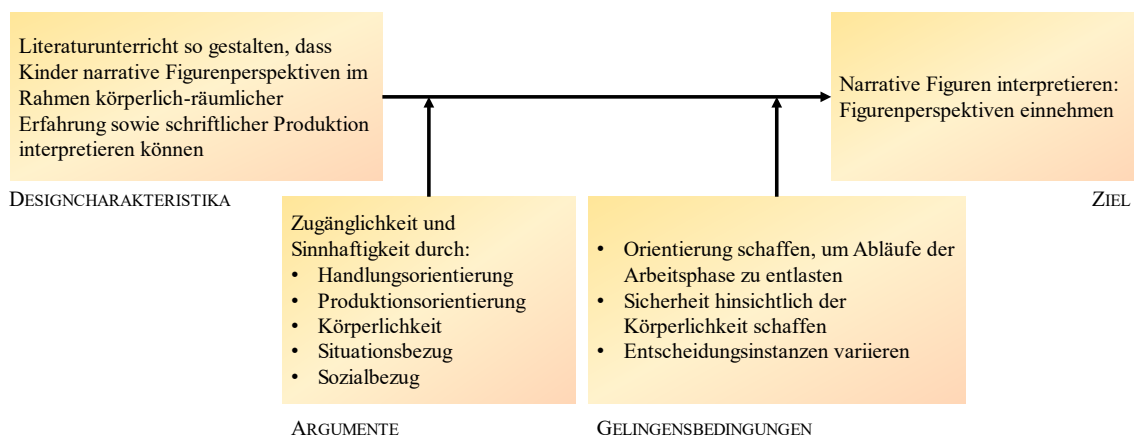 Literaturunterricht so gestalten, dass
Kinder narrative Figurenperspektiven im
Rahmen körperlich-räumlicher
Erfahrung sowie schriftlicher Produktion
interpretieren können
DESIGNCHARAKTERISTIKA
Narrative Figuren interpretieren:
Figurenperspektiven einnehmen
ZIEL
Zugänglichkeit und
Sinnhaftigkeit durch:
• Handlungsorientierung
• Produktionsorientierung
• Körperlichkeit
• Situationsbezug
• Sozialbezug
ARGUMENTE
• Orientierung schaffen, um Abläufe der
Arbeitsphase zu entlasten
• Sicherheit hinsichtlich der
Körperlichkeit schaffen
• Entscheidungsinstanzen variieren
GELINGENSBEDINGUNGEN